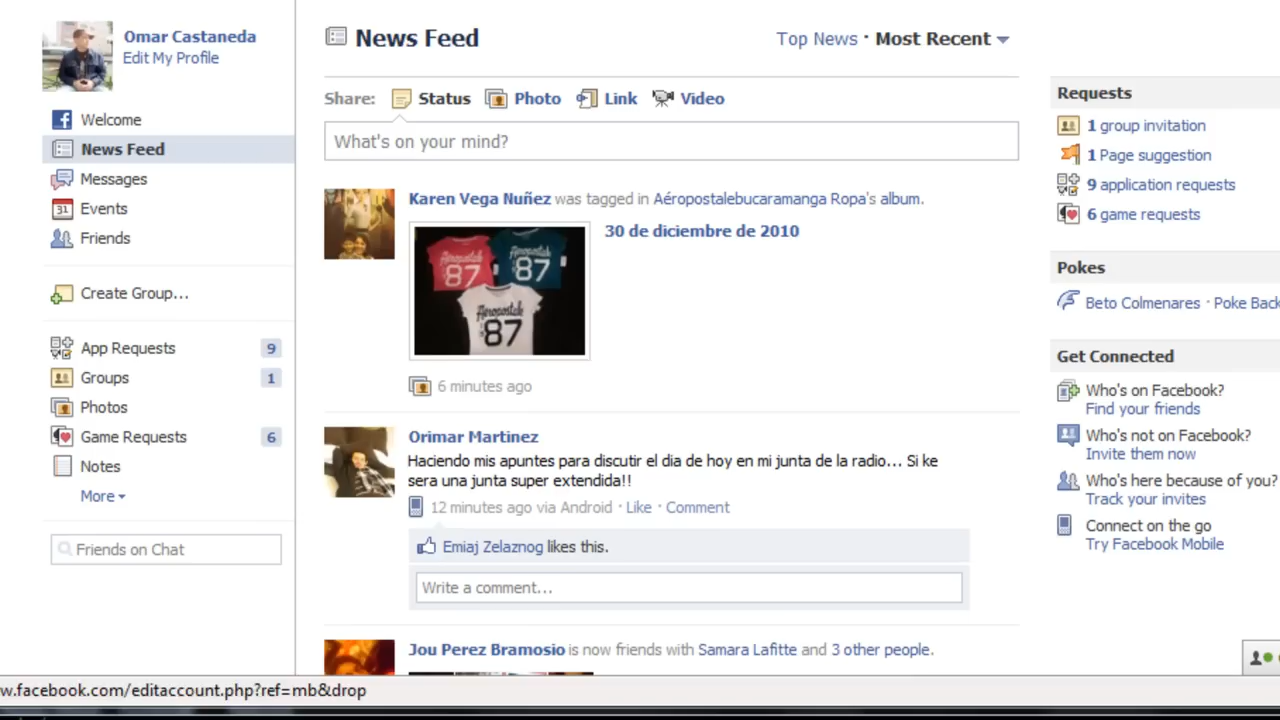 Omar Castaneda
Edit My Profile
Welcome
News Feed
Messages
31 Events
Friends
Create Group...
App Requests 9
Groups 1
Photos
Game Requests 6
Notes
More
Friends on Chat
News Feed
Top News · Most Recent
Share: Status Photo Link Video
What's on your mind?
Karen Vega Nuñez was tagged in Aéropostalebucaramanga Ropa's album.
30 de diciembre de 2010
Aeropostale
87
Aeropostale
87
Aeropostale
87
6 minutes ago
Orimar Martinez
Haciendo mis apuntes para discutir el dia de hoy en mi junta de la radio... Si ke
sera una junta super extendida!!
12 minutes ago via Android · Like · Comment
Emiaj Zelaznog likes this.
Write a comment...
Jou Perez Bramosio is now friends with Samara Lafitte and 3 other people.
Requests
1 group invitation
1 Page suggestion
9 application requests
6 game requests
Pokes
Beto Colmenares · Poke Back
Get Connected
Who's on Facebook?
Find your friends
Who's not on Facebook?
Invite them now
Who's here because of you?
Track your invites
Connect on the go
Try Facebook Mobile
w.facebook.com/editaccount.php?ref=mb&drop